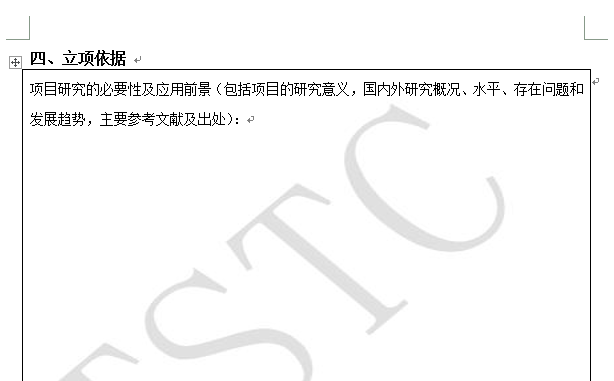 四、立项依据
项目研究的必要性及应用前景（包括项目的研究意义，国内外研究概况、水平、存在问题和
发展趋势，主要参考文献及出处）：
STC